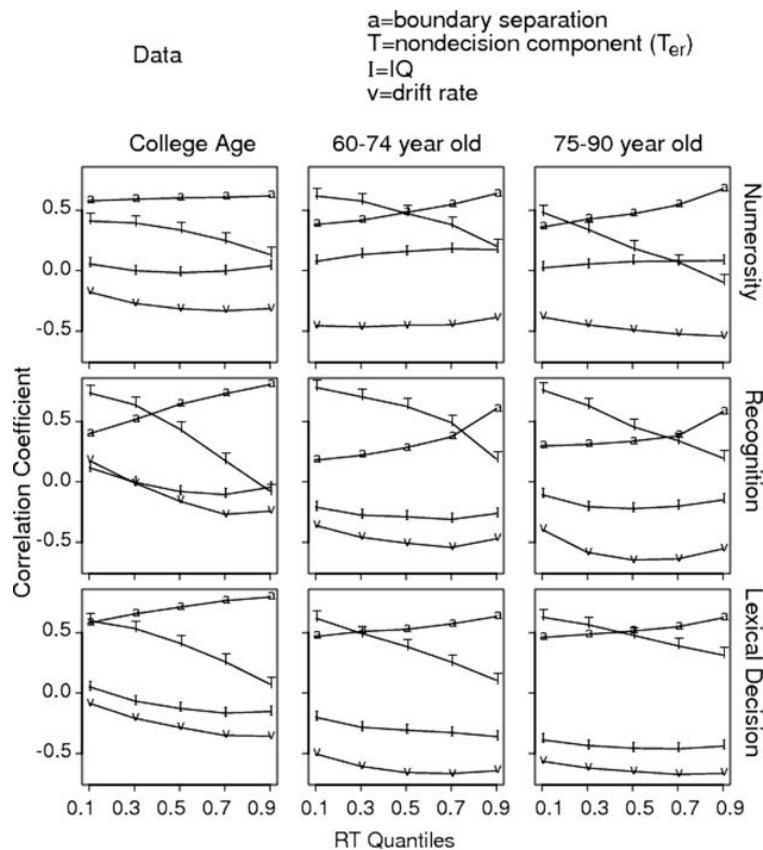 Data
a=boundary separation
T=nondecision component (Ter)
I=IQ
v=drift rate
College Age
60-74 year old
75-90 year old
Correlation Coefficient
0.5
0.0
-0.5
a a a a a
T T T T T
I I I I I
v v v v v
a a a a a
T T T T T
I I I I I
v v v v v
a a a a a
T T T T T
I I I I I
v v v v v
Numerosity
0.5
0.0
-0.5
a a a a a
T T T T T
I I I I I
v v v v v
a a a a a
T T T T T
I I I I I
v v v v v
a a a a a
T T T T T
I I I I I
v v v v v
Recognition
0.5
0.0
-0.5
a a a a a
T T T T T
I I I I I
v v v v v
a a a a a
T T T T T
I I I I I
v v v v v
a a a a a
T T T T T
I I I I I
v v v v v
Lexical Decision
0.1 0.3 0.5 0.7 0.9
0.1 0.3 0.5 0.7 0.9
0.1 0.3 0.5 0.7 0.9
RT Quantiles